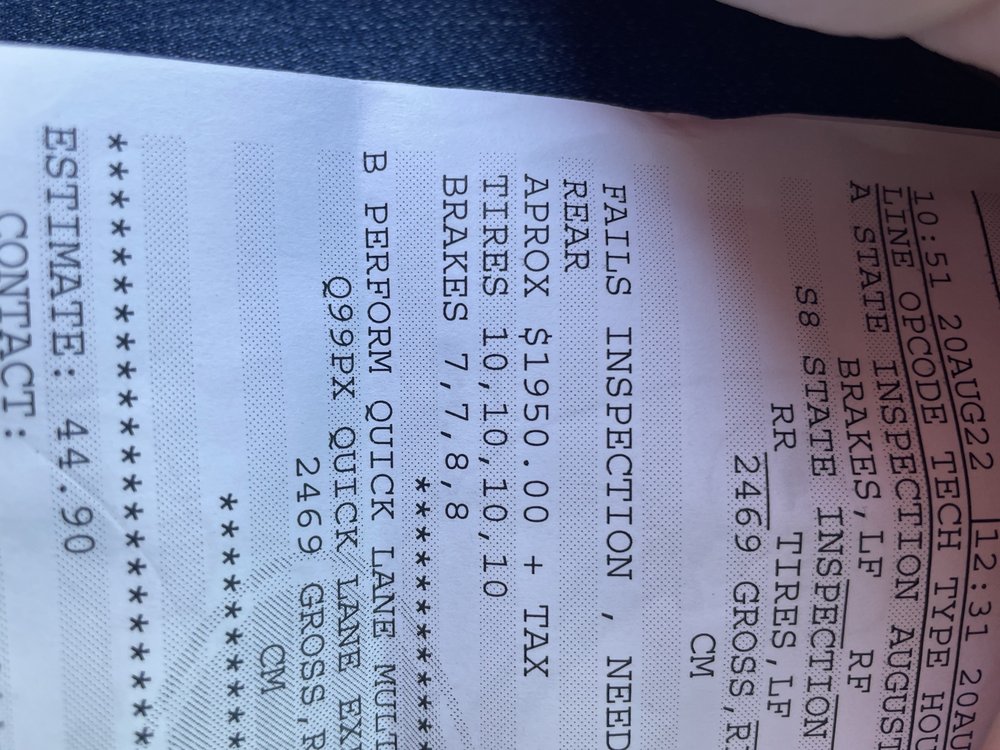 10:51 20AUG22 12:31 20AU
LINE OPCODE TECH TYPE HOU
A STATE INSPECTION AUGUST
BRAKES,LF RF
S8 STATE INSPECTION
RR TIRES,LF
2469 GROSS,R
CM
FAILS INSPECTION , NEED
REAR
APROX $1950.00 + TAX
TIRES 10,10,10,10
BRAKES 7,7,8,8
****************
B PERFORM QUICK LANE MULT
Q99PX QUICK LANE EX
2469 GROSS,R
CM
***************
*************************
ESTIMATE: 44.90
CONTACT: